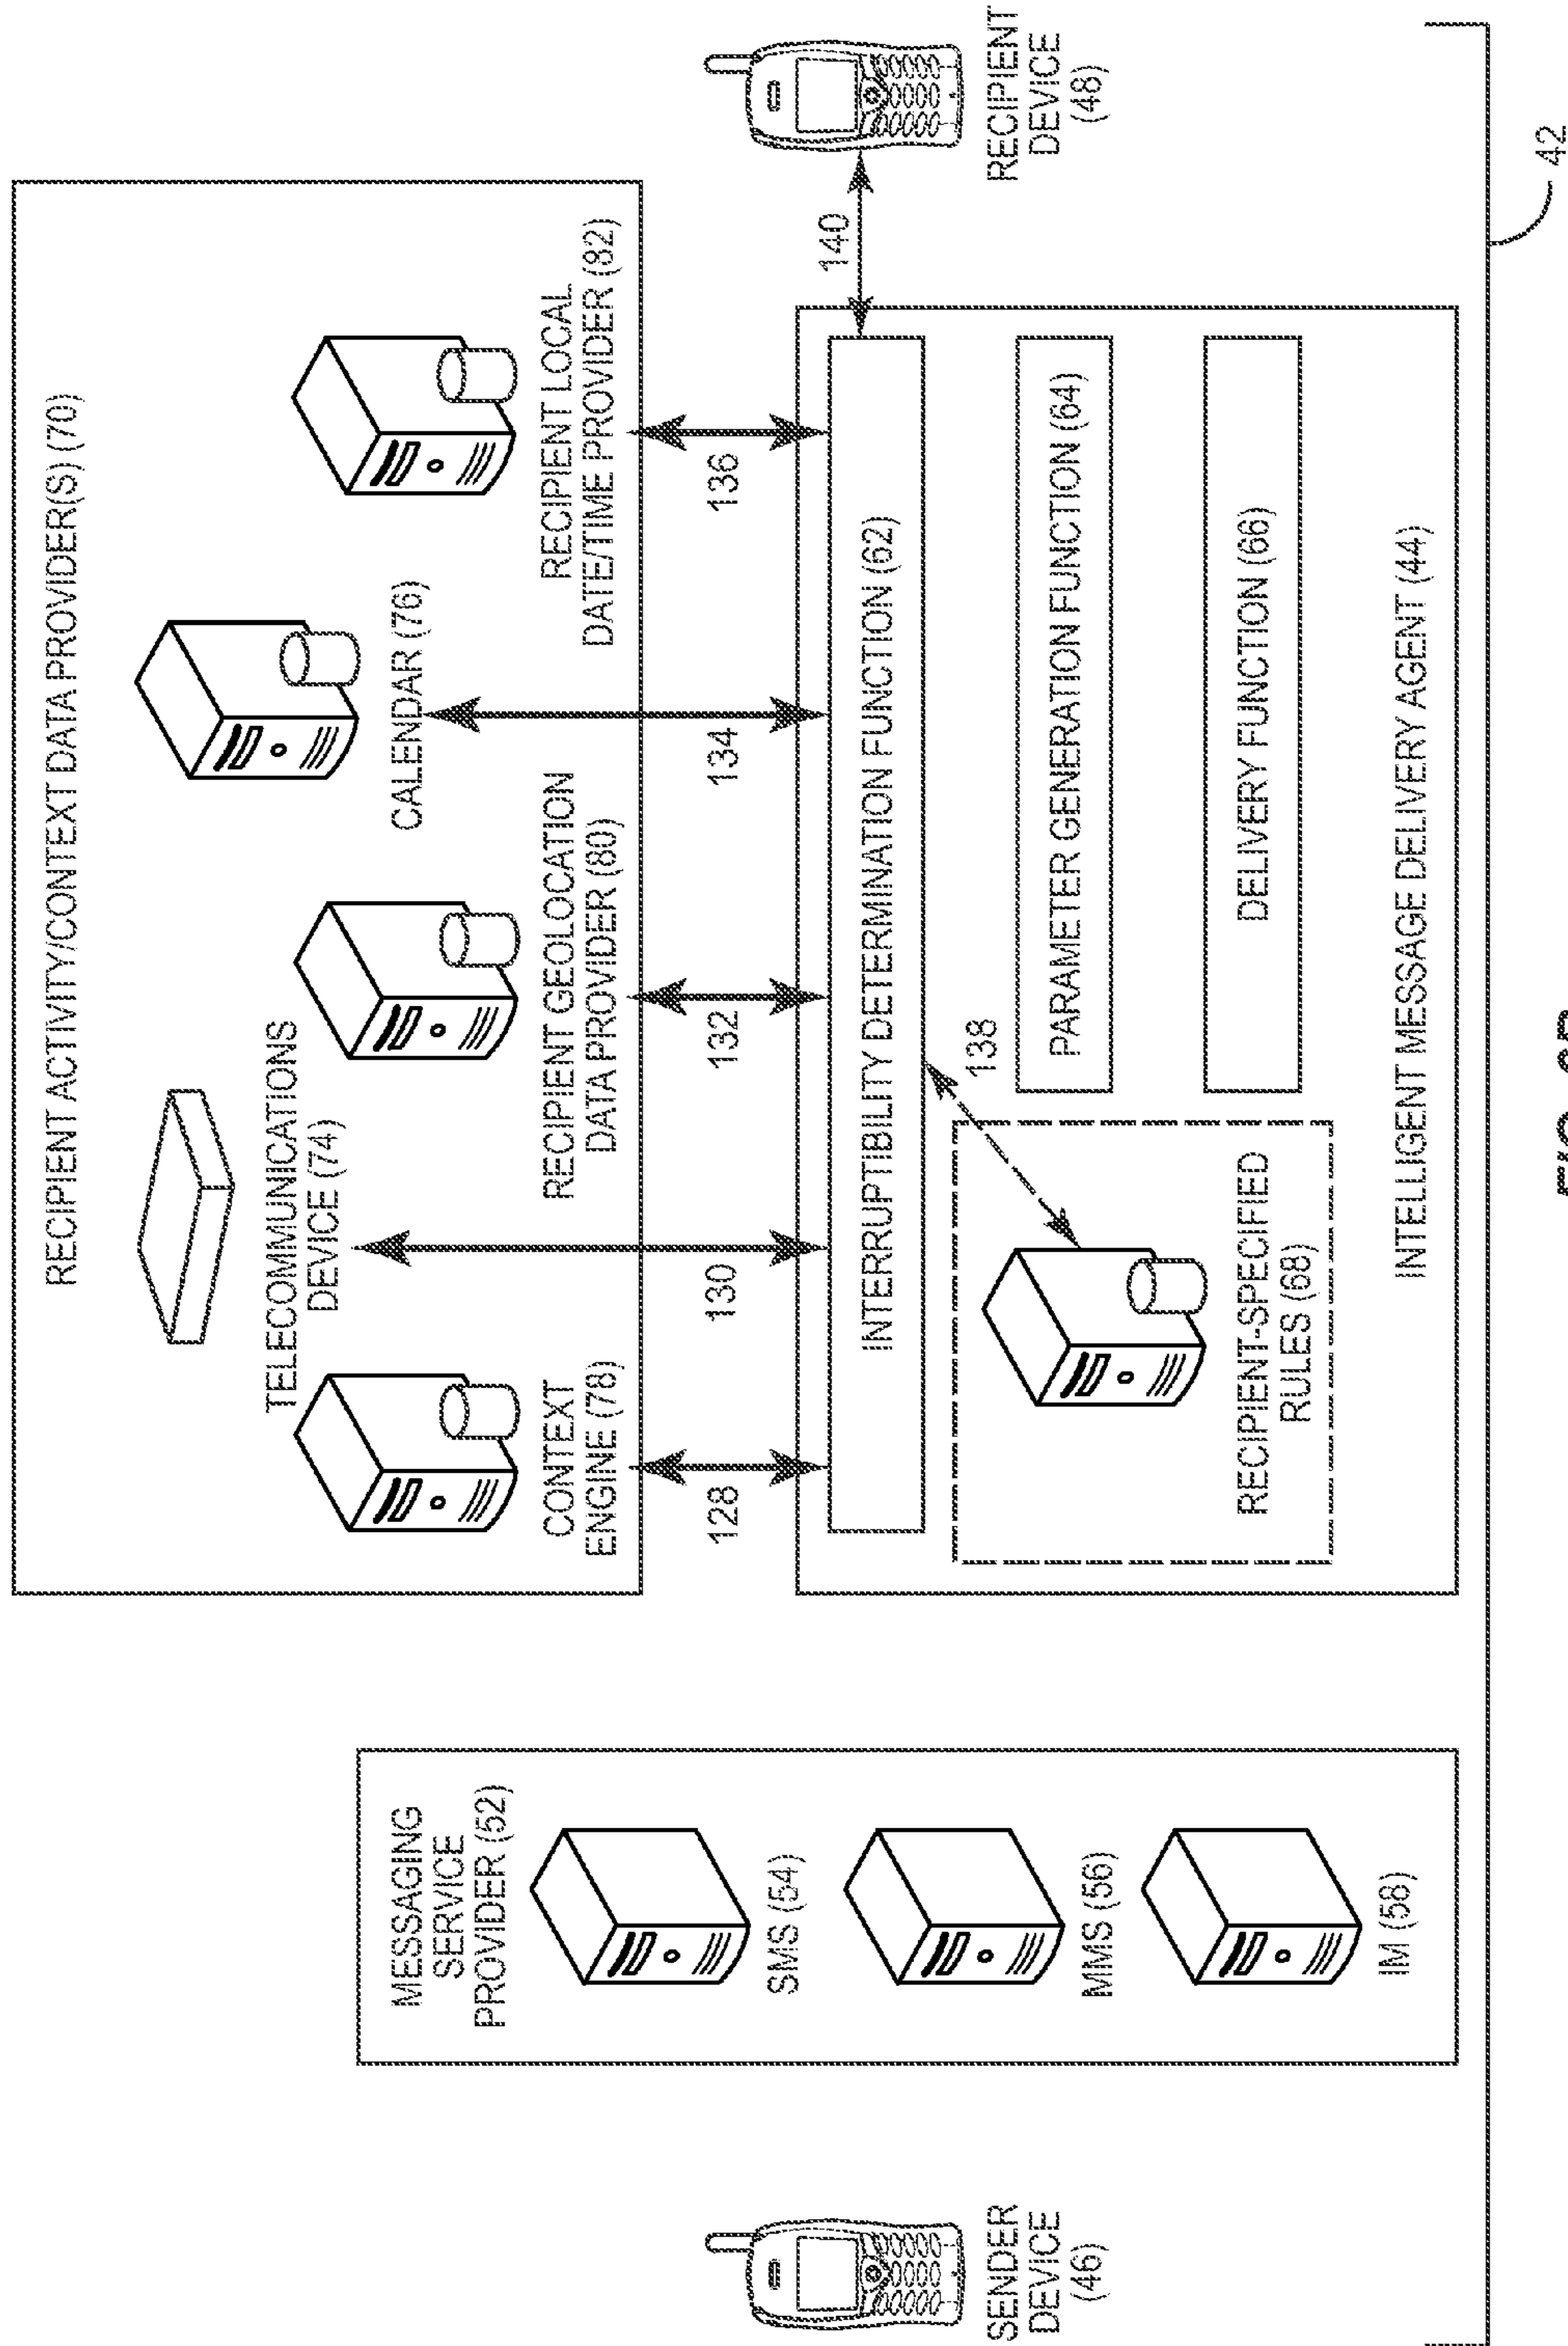 RECIPIENT ACTIVITY/CONTEXT DATA PROVIDER(S) (70)
TELECOMMUNICATIONS
DEVICE (74)
CALENDAR (76)
CONTEXT
ENGINE (78)
RECIPIENT GEOLOCATION
DATA PROVIDER (80)
RECIPIENT LOCAL
DATE/TIME PROVIDER (82)
128
130
132
134
136
140
MESSAGING
SERVICE
PROVIDER (52)
SMS (54)
MMS (56)
IM (58)
INTERRUPTIBILITY DETERMINATION FUNCTION (62)
138
PARAMETER GENERATION FUNCTION (64)
DELIVERY FUNCTION (66)
RECIPIENT-SPECIFIED
RULES (68)
INTELLIGENT MESSAGE DELIVERY AGENT (44)
SENDER
DEVICE
(46)
RECIPIENT
DEVICE
(48)
42